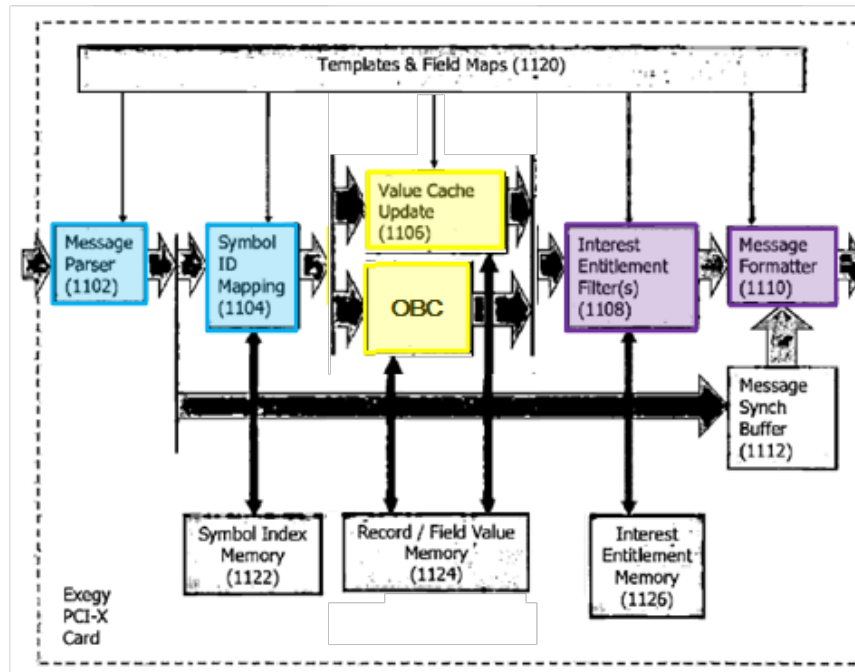 Templates & Field Maps (1120)
Value Cache
Update
(1106)
Message
Parser
(1102)
Symbol
ID
Mapping
(1104)
OBC
Interest
Entitlement
Filter(s)
(1108)
Message
Formatter
(1110)
Message
Synch
Buffer
(1112)
Symbol Index
Memory
(1122)
Record / Field Value
Memory
(1124)
Interest
Entitlement
Memory
(1126)
Exegy
PCI-X
Card